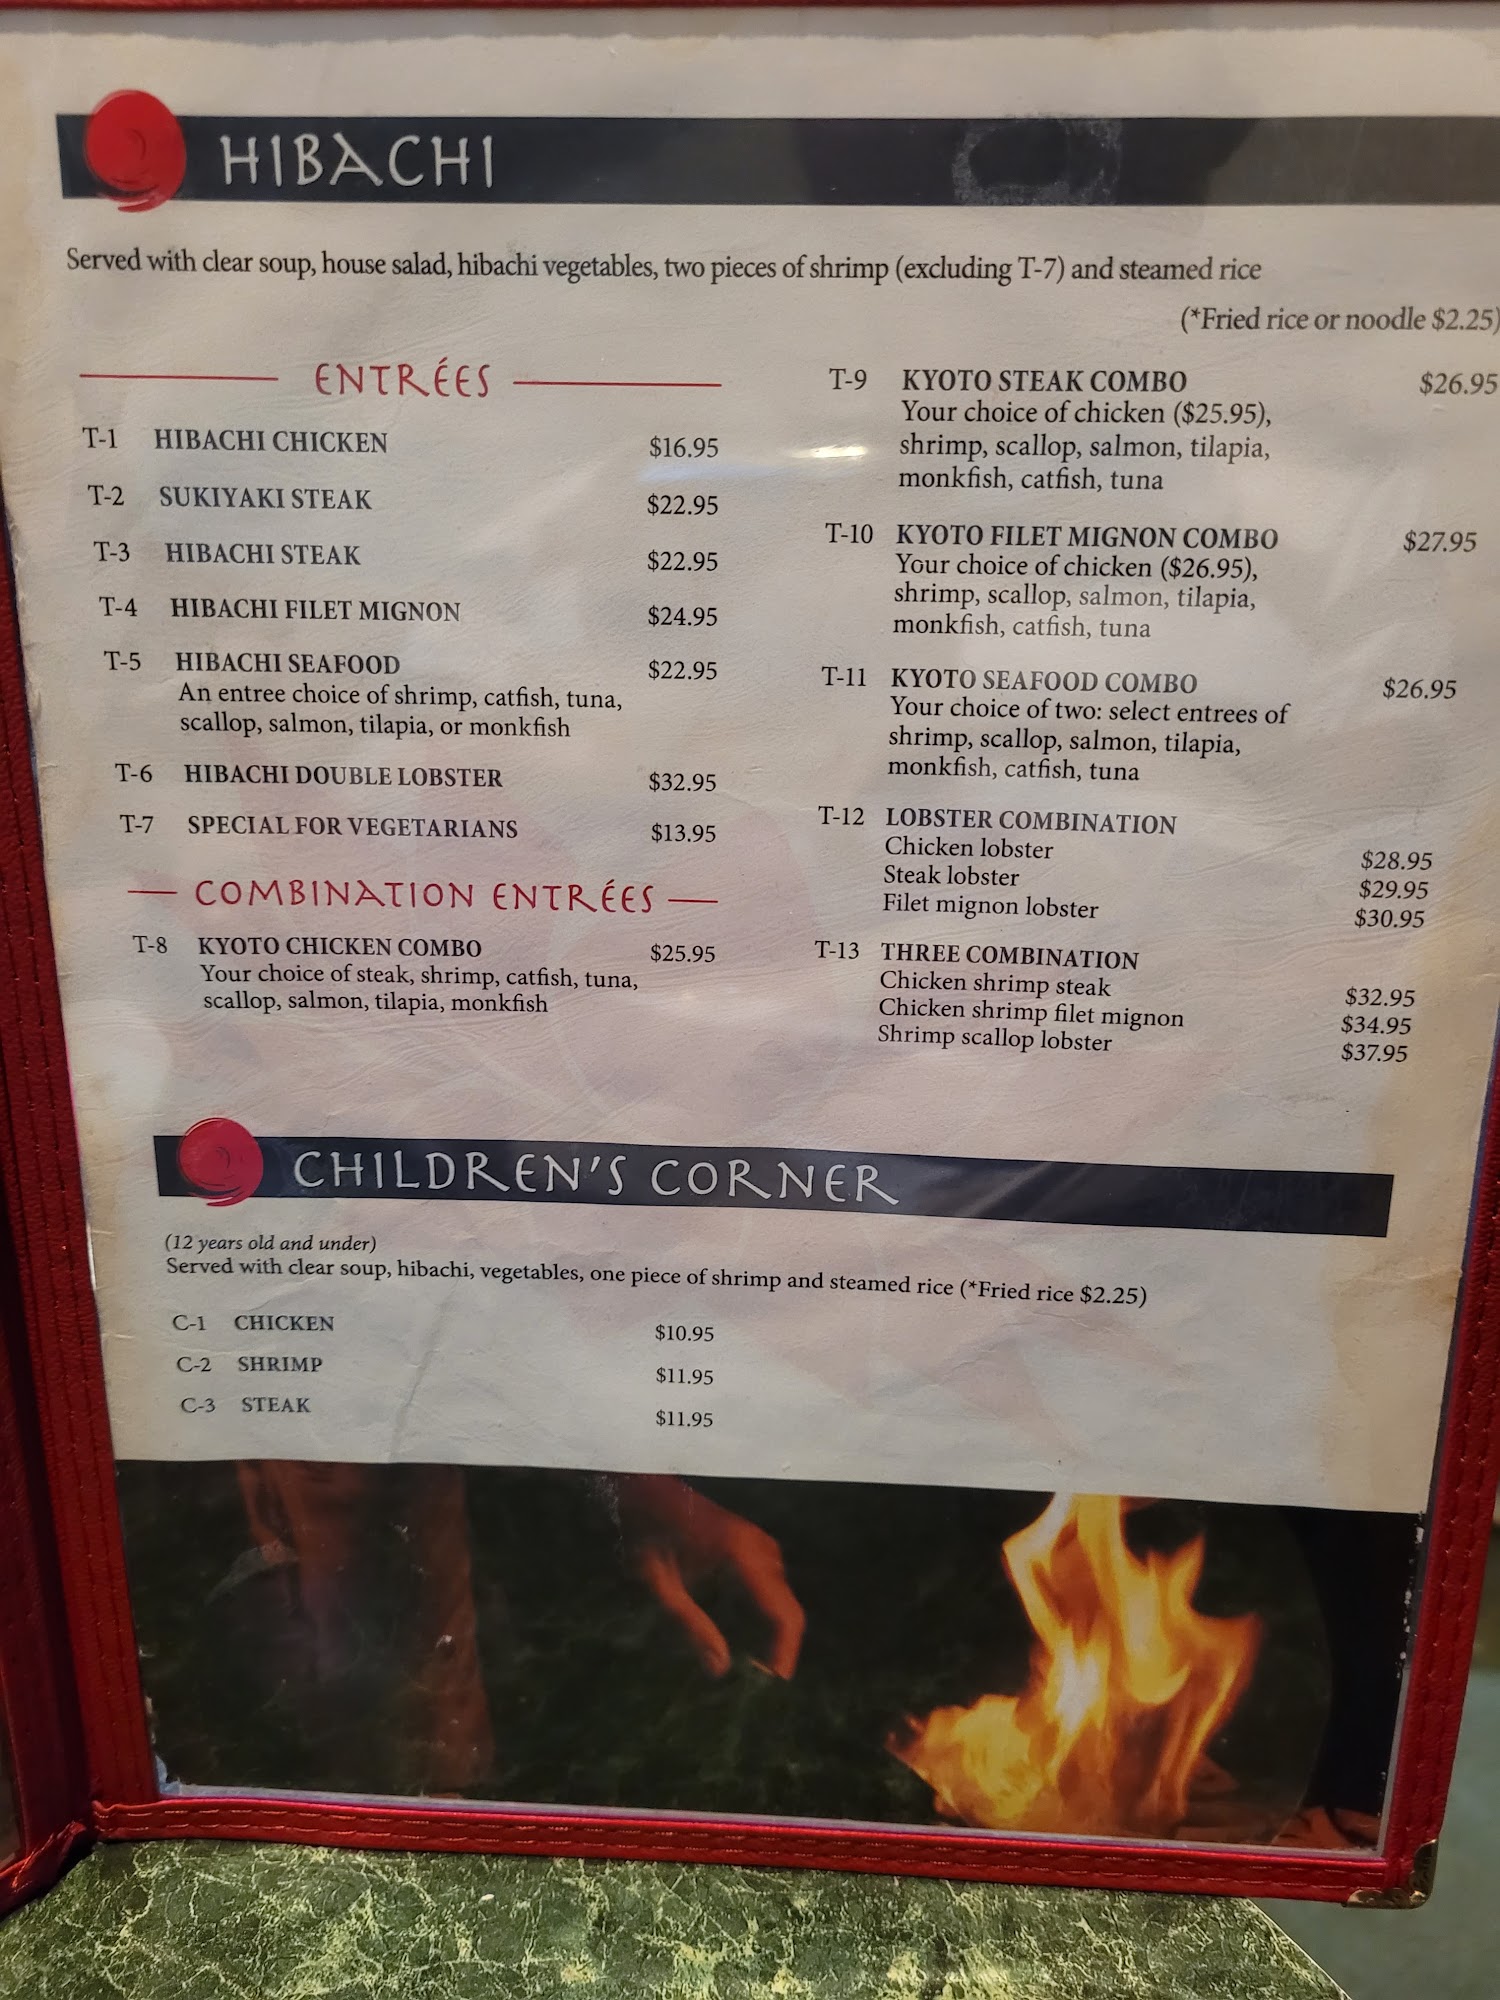 HIBACHI
Served with clear soup, house salad, hibachi vegetables, two pieces of shrimp (excluding T-7) and steamed rice
(*Fried rice or noodle $2.25)
ENTRÉES
T-1 HIBACHI CHICKEN $16.95
T-2 SUKIYAKI STEAK $22.95
T-3 HIBACHI STEAK $22.95
T-4 HIBACHI FILET MIGNON $24.95
T-5 HIBACHI SEAFOOD $22.95
An entree choice of shrimp, catfish, tuna,
scallop, salmon, tilapia, or monkfish
T-6 HIBACHI DOUBLE LOBSTER $32.95
T-7 SPECIAL FOR VEGETARIANS $13.95
COMBINATION ENTRÉES
T-8 KYOTO CHICKEN COMBO $25.95
Your choice of steak, shrimp, catfish, tuna,
scallop, salmon, tilapia, monkfish
T-9 KYOTO STEAK COMBO $26.95
Your choice of chicken ($25.95),
shrimp, scallop, salmon, tilapia,
monkfish, catfish, tuna
T-10 KYOTO FILET MIGNON COMBO $27.95
Your choice of chicken ($26.95),
shrimp, scallop, salmon, tilapia,
monkfish, catfish, tuna
T-11 KYOTO SEAFOOD COMBO $26.95
Your choice of two: select entrees of
shrimp, scallop, salmon, tilapia,
monkfish, catfish, tuna
T-12 LOBSTER COMBINATION
Chicken lobster $28.95
Steak lobster $29.95
Filet mignon lobster $30.95
T-13 THREE COMBINATION
Chicken shrimp steak $32.95
Chicken shrimp filet mignon $34.95
Shrimp scallop lobster $37.95
CHILDREN'S CORNER
(12 years old and under)
Served with clear soup, hibachi, vegetables, one piece of shrimp and steamed rice (*Fried rice $2.25)
C-1 CHICKEN $10.95
C-2 SHRIMP $11.95
C-3 STEAK $11.95